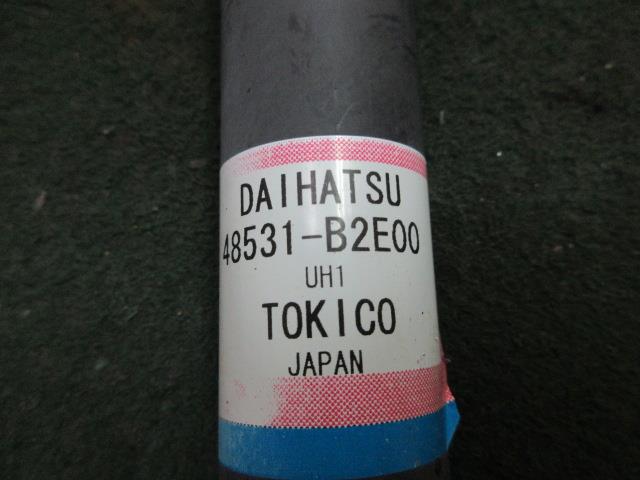 DAIHATSU
48531-B2E00
UH1
TOKICO
JAPAN